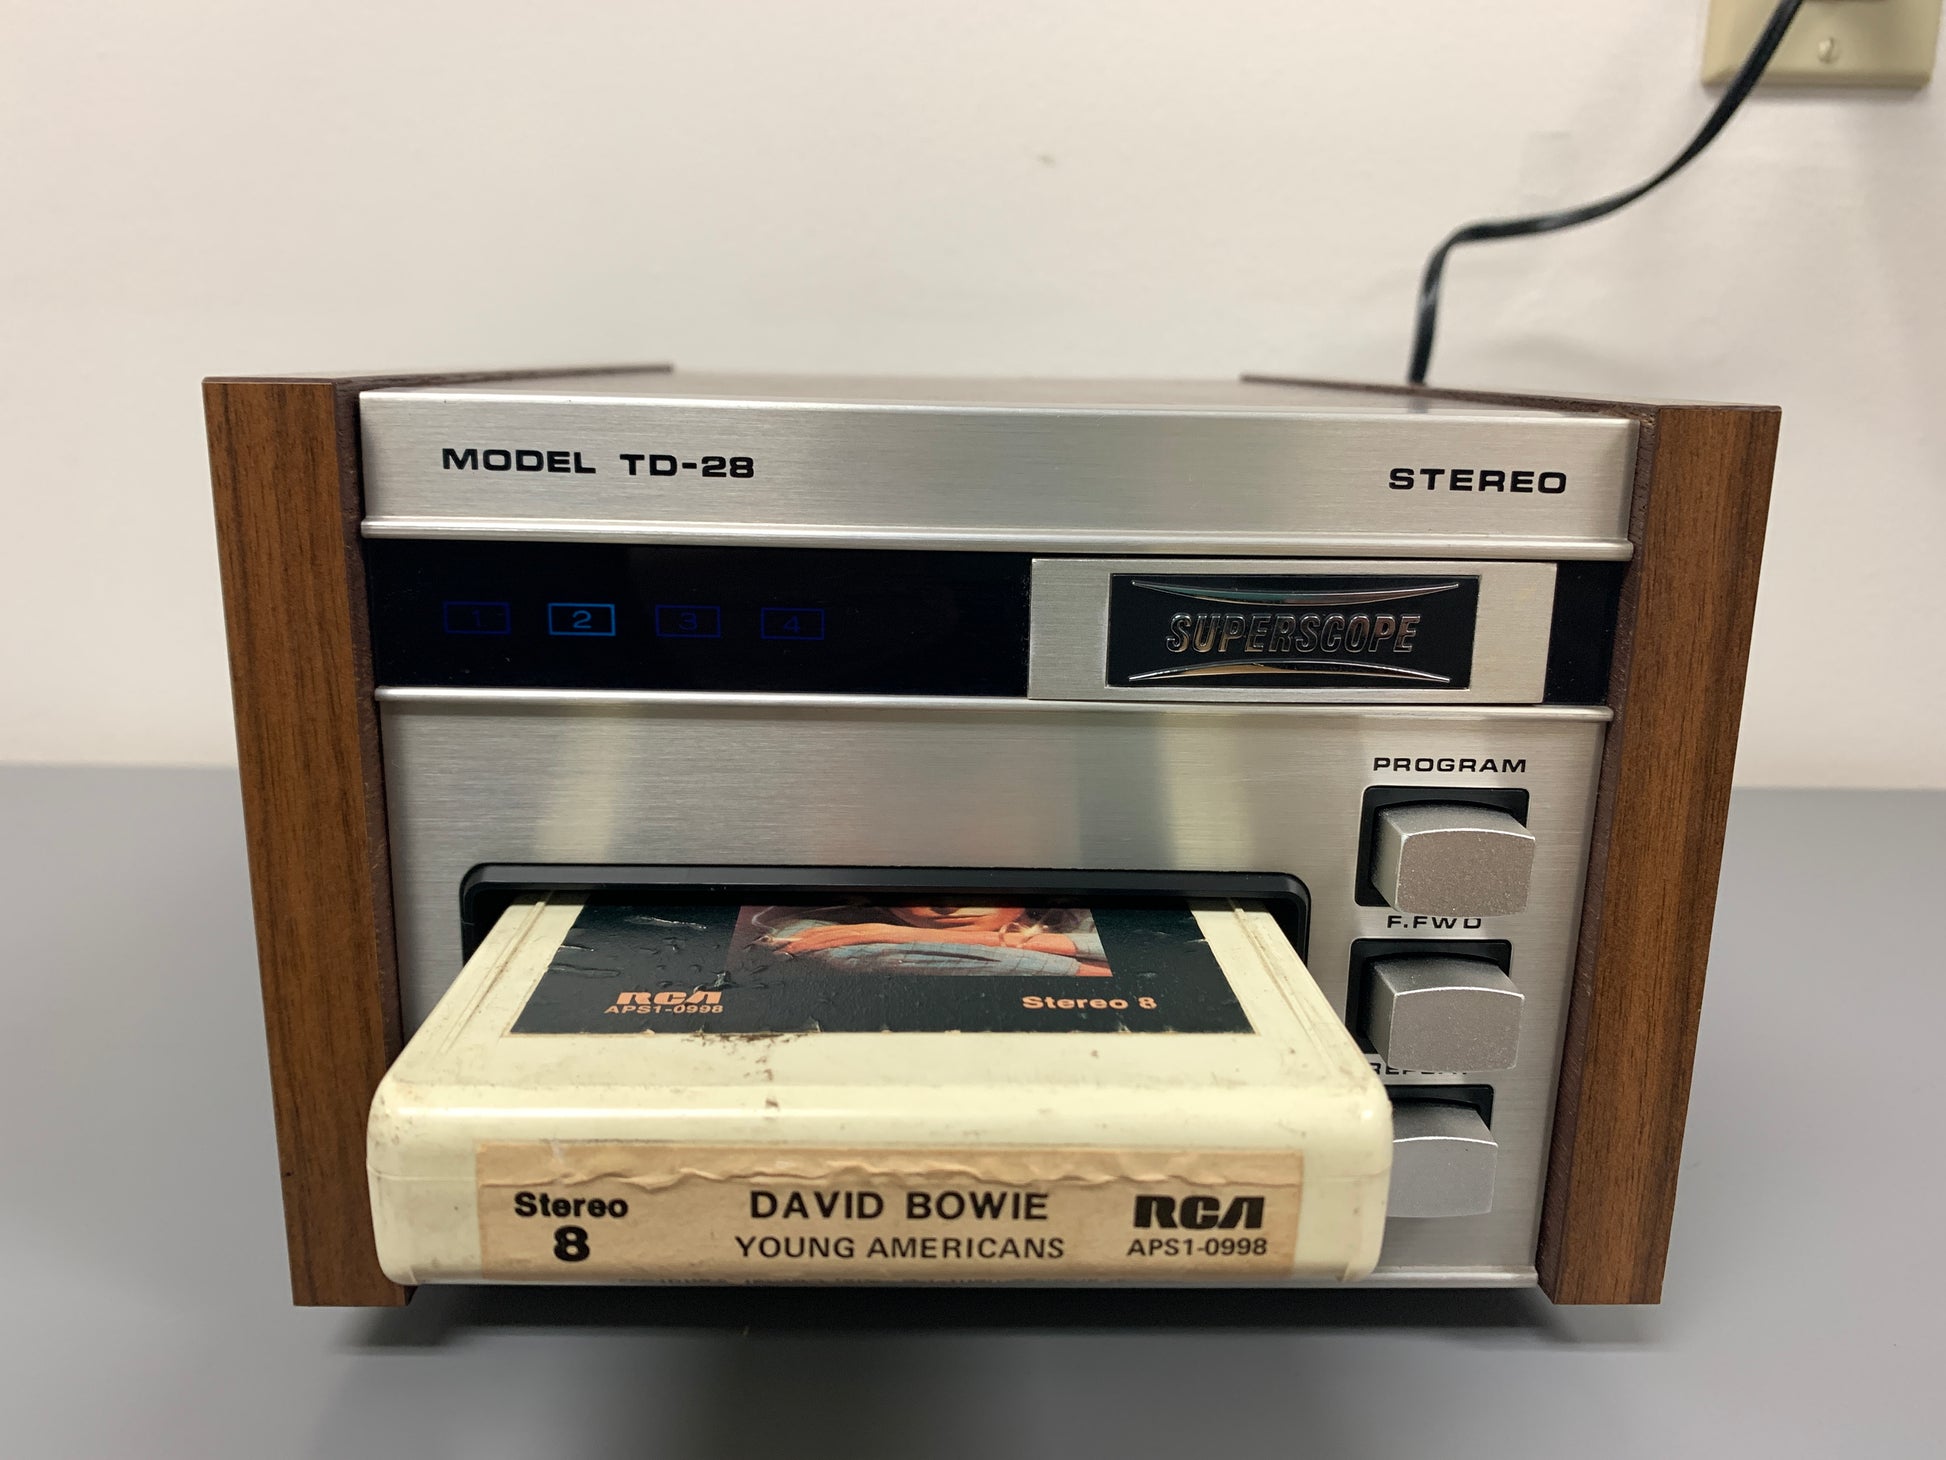 MODEL TD-28
STEREO
1 2 3 4
SUPERSCOPE
PROGRAM
F.FWD
REPEAT
RCA
APS1-0998
Stereo 8
Stereo
8
DAVID BOWIE
YOUNG AMERICANS
RCA
APS1-0998